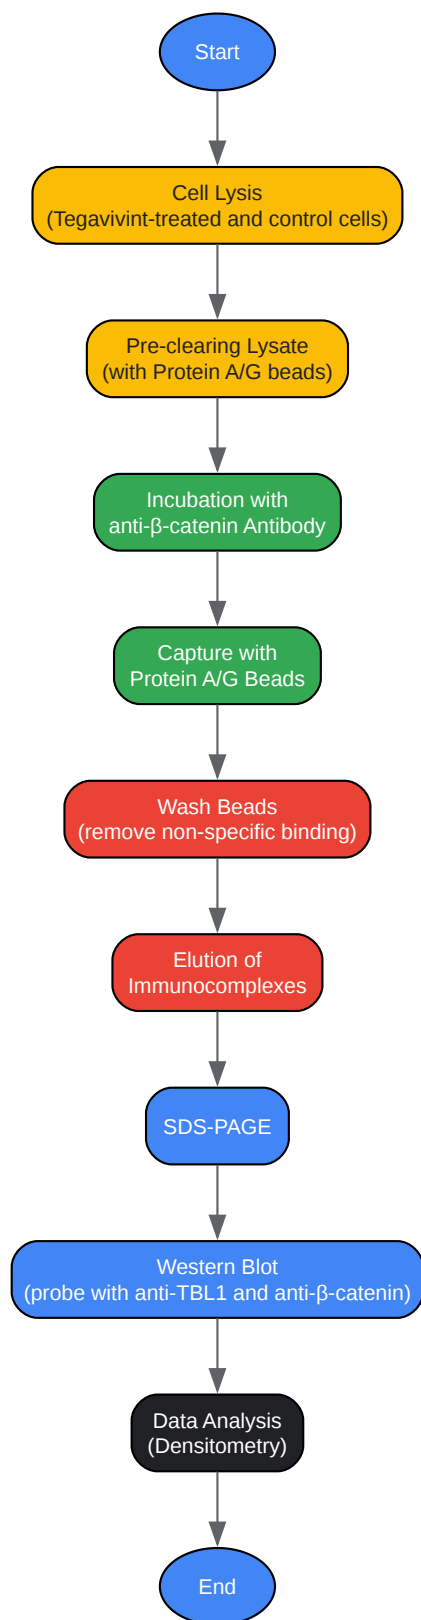 Start
Cell Lysis
(Tegavivint-treated and control cells)
Pre-clearing Lysate
(with Protein A/G beads)
Incubation with
anti-β-catenin Antibody
Capture with
Protein A/G Beads
Wash Beads
(remove non-specific binding)
Elution of
Immunocomplexes
SDS-PAGE
Western Blot
(probe with anti-TBL1 and anti-β-catenin)
Data Analysis
(Densitometry)
End